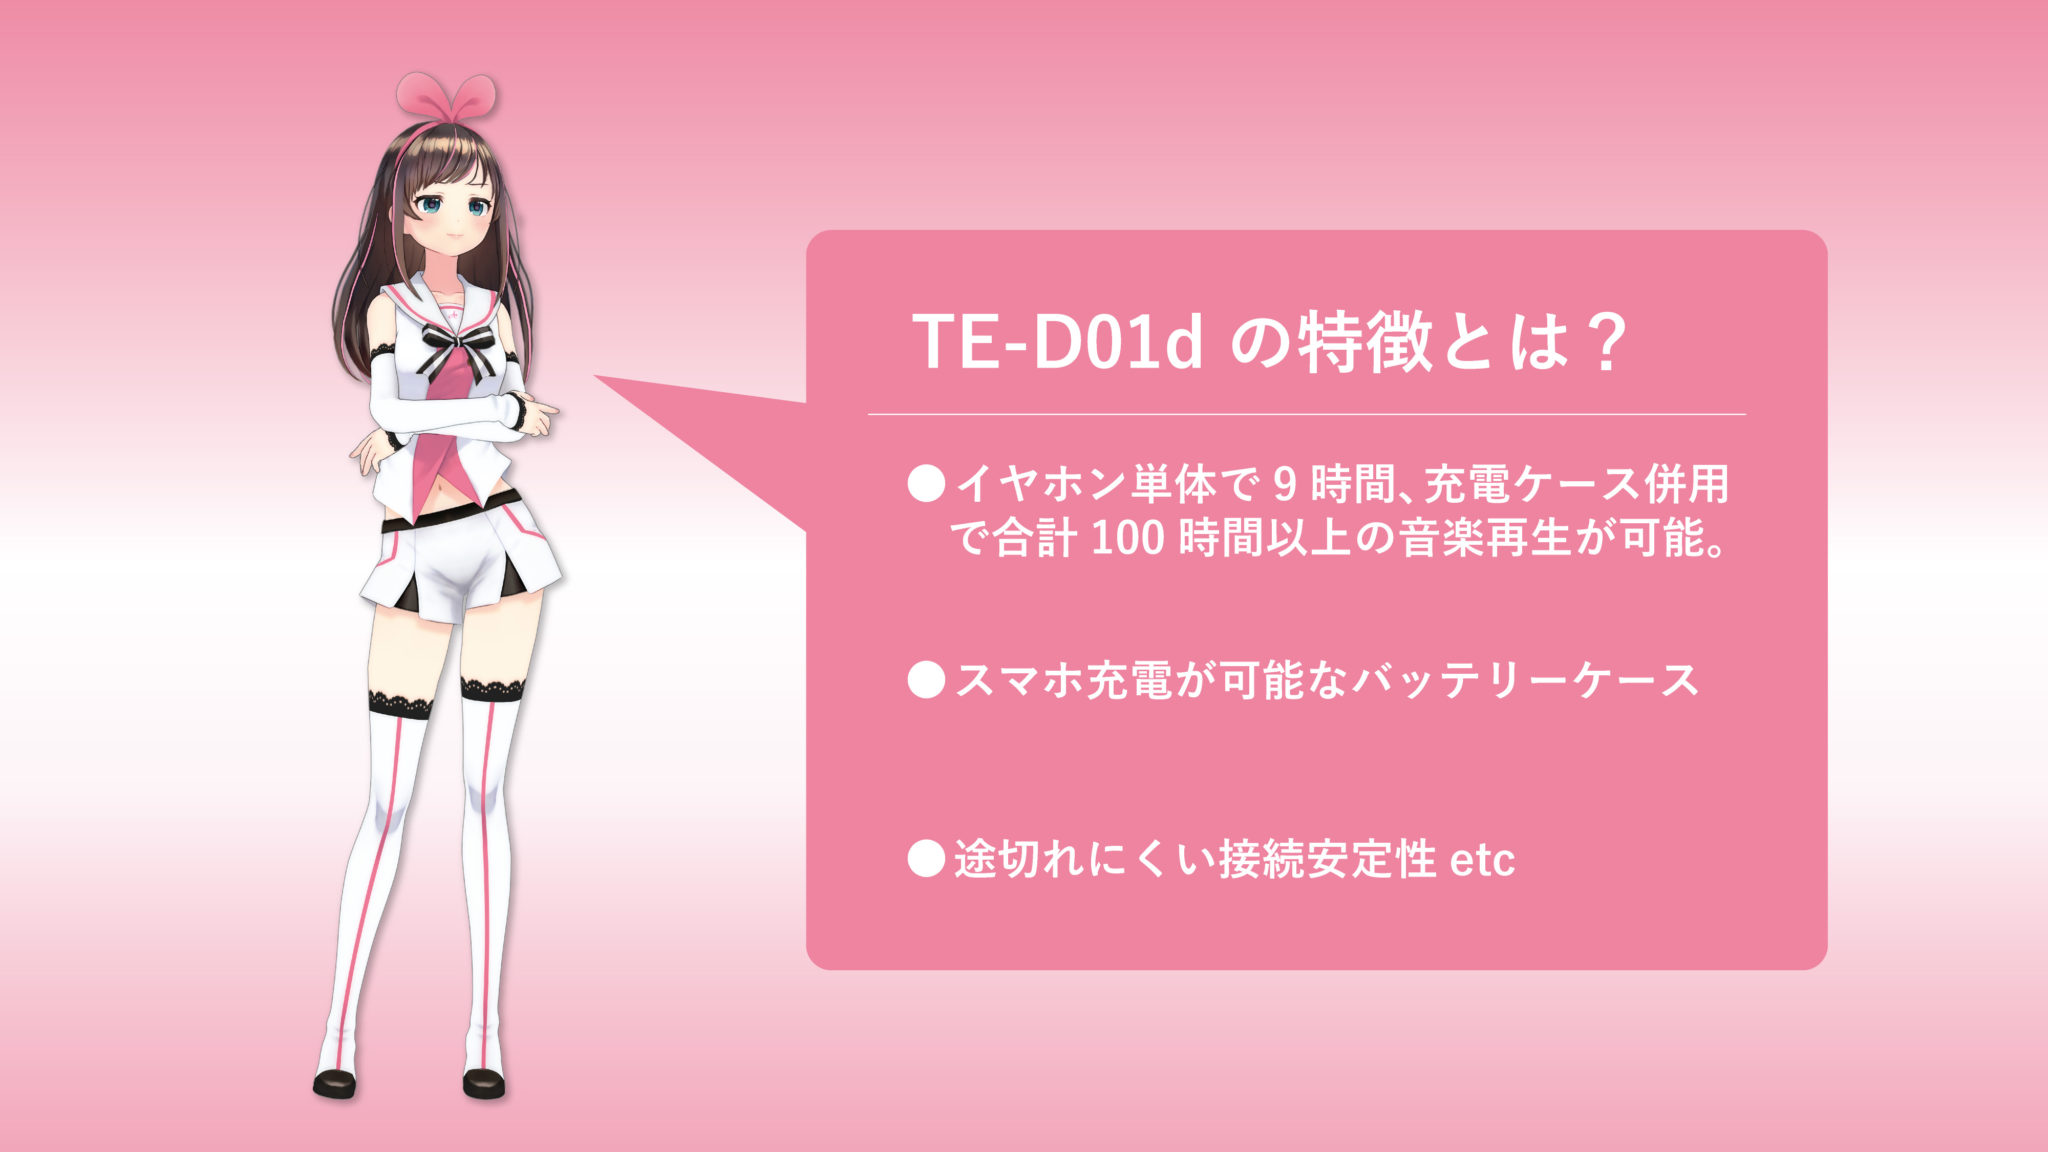 TE-D01d の特徴とは？
●イヤホン単体で 9 時間、充電ケース併用
で合計 100 時間以上の音楽再生が可能。
●スマホ充電が可能なバッテリーケース
●途切れにくい接続安定性 etc